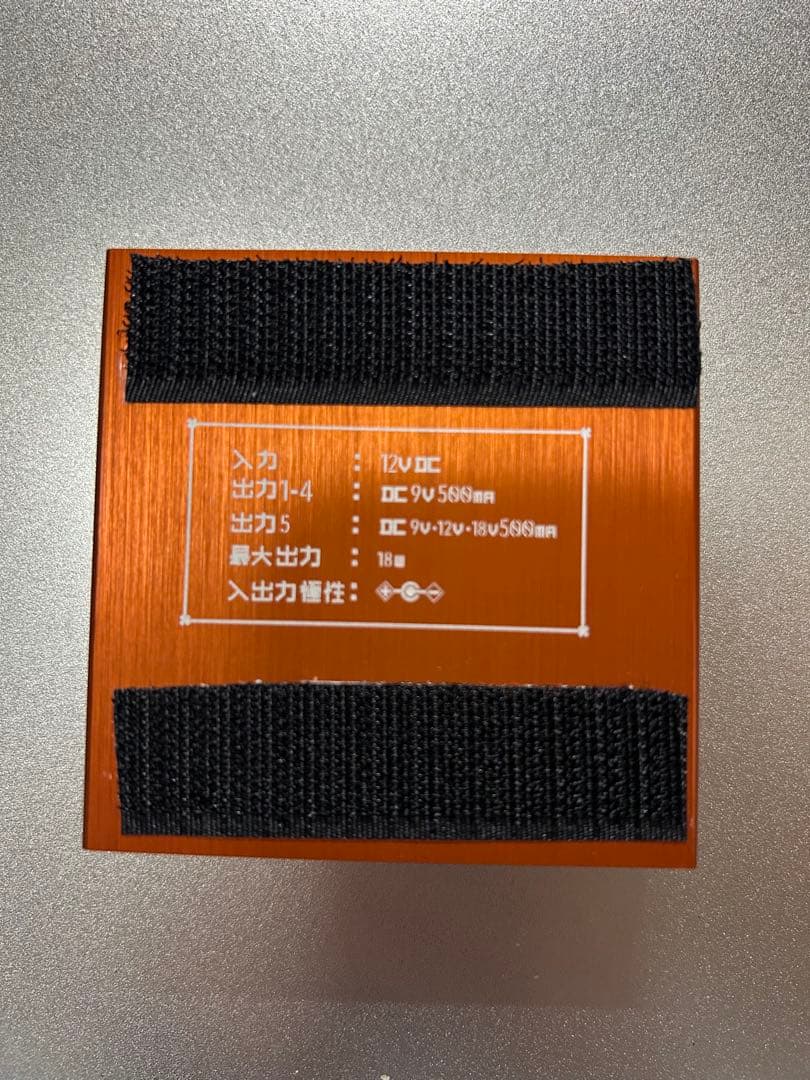 入力 : 12V DC
出力1-4 : DC 9V 500mA
出力5 : DC 9V・12V・18V 500mA
最大出力 : 18W
入出力極性 :